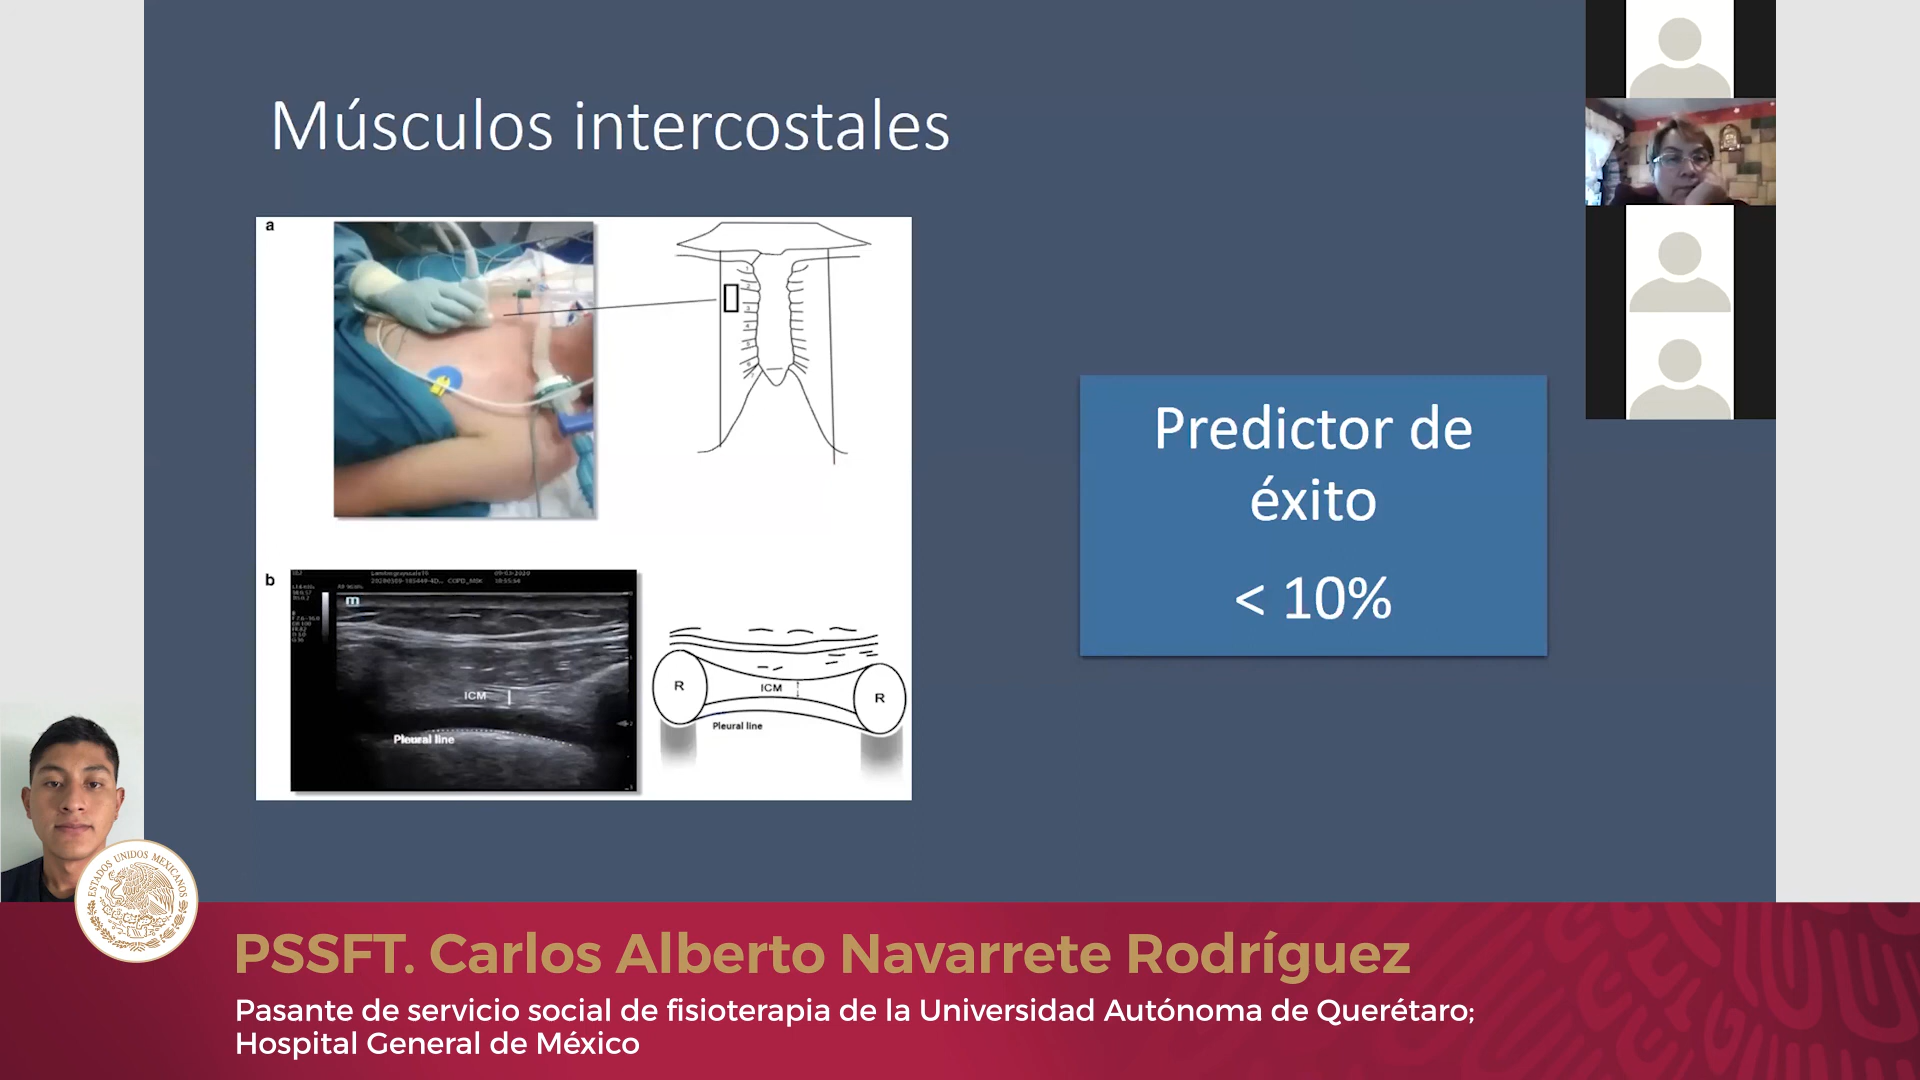 Músculos intercostales
a
b
ICM
Pleural line
R
ICM
R
Pleural line
Predictor de
éxito
< 10%
ESTADOS UNIDOS MEXICANOS
PSSFT. Carlos Alberto Navarrete Rodríguez
Pasante de servicio social de fisioterapia de la Universidad Autónoma de Querétaro;
Hospital General de México